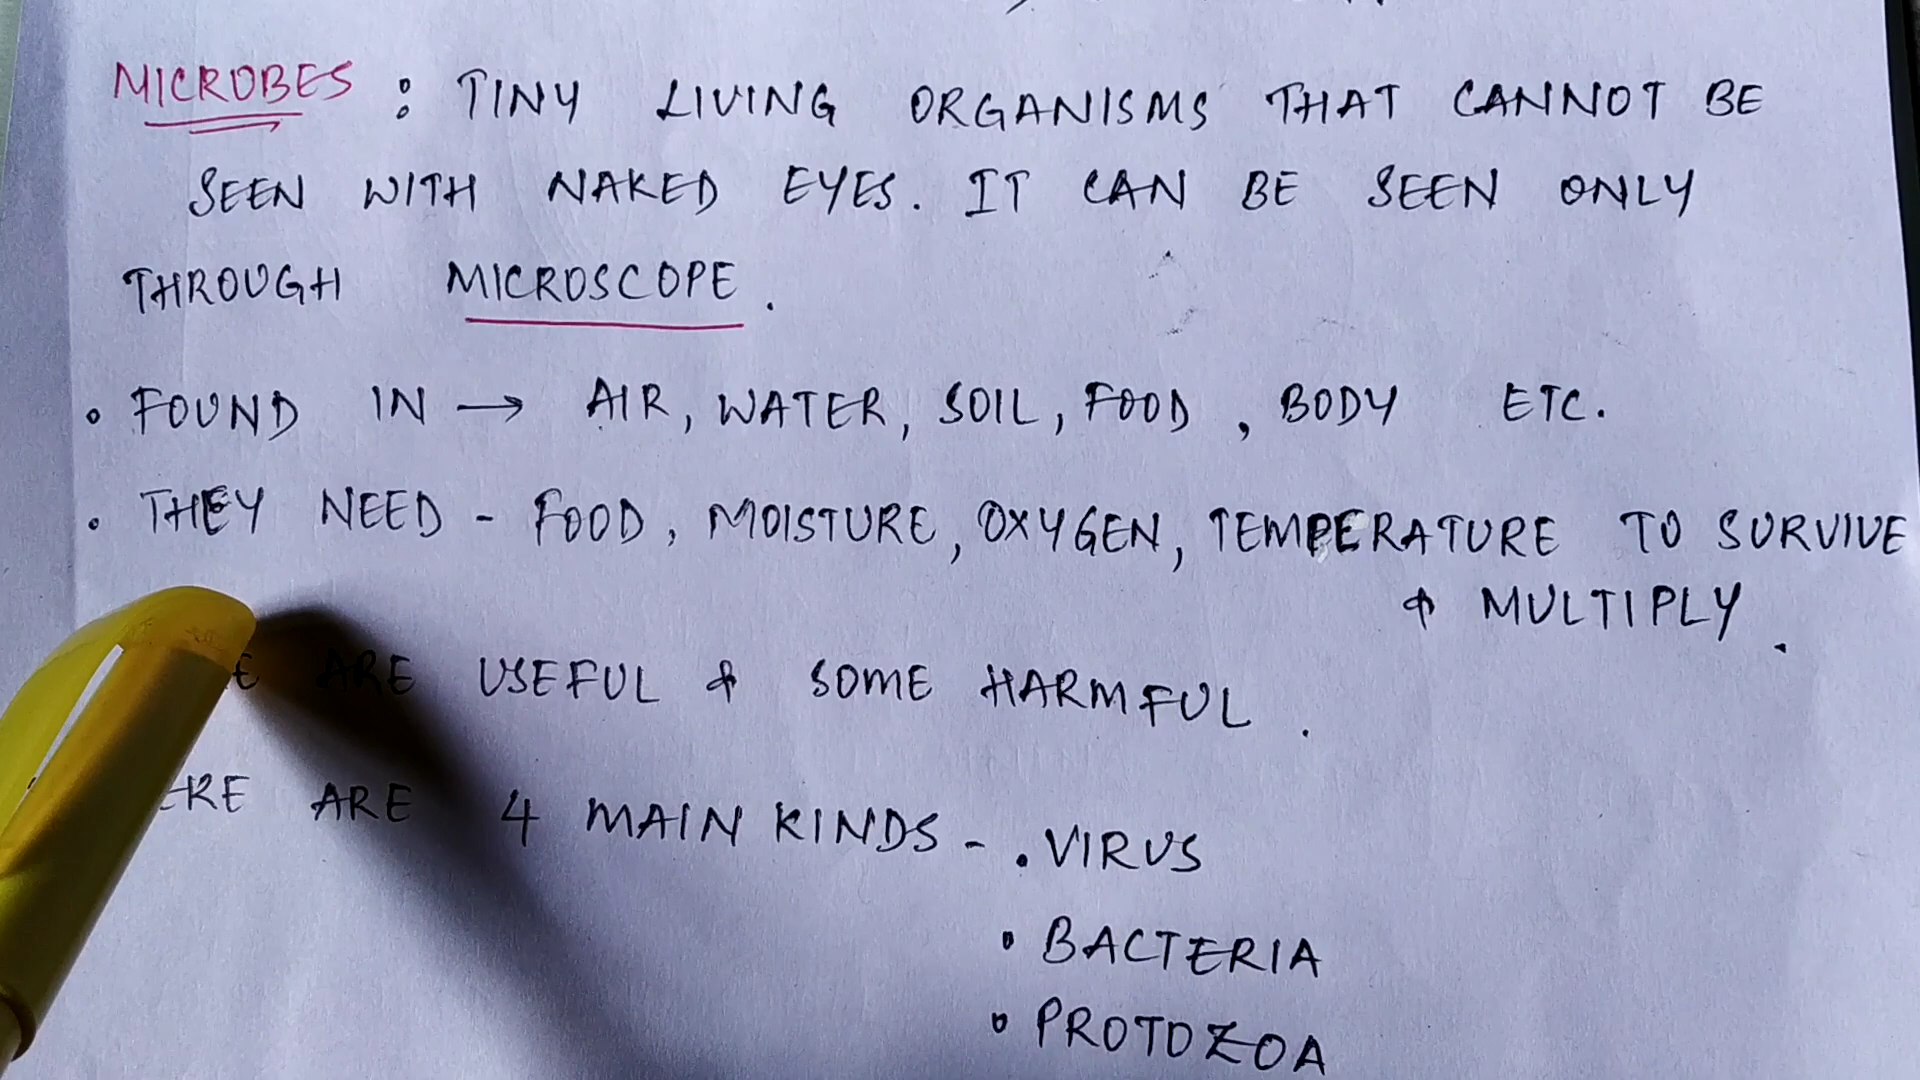 MICROBES : TINY LIVING ORGANISMS THAT CANNOT BE
SEEN WITH NAKED EYES. IT CAN BE SEEN ONLY
THROUGH MICROSCOPE.
• FOUND IN → AIR, WATER, SOIL, FOOD, BODY ETC.
• THEY NEED - FOOD, MOISTURE, OXYGEN, TEMPERATURE TO SURVIVE
& MULTIPLY.
ARE USEFUL & SOME HARMFUL.
ERE ARE 4 MAIN KINDS - • VIRUS
• BACTERIA
• PROTOZOA